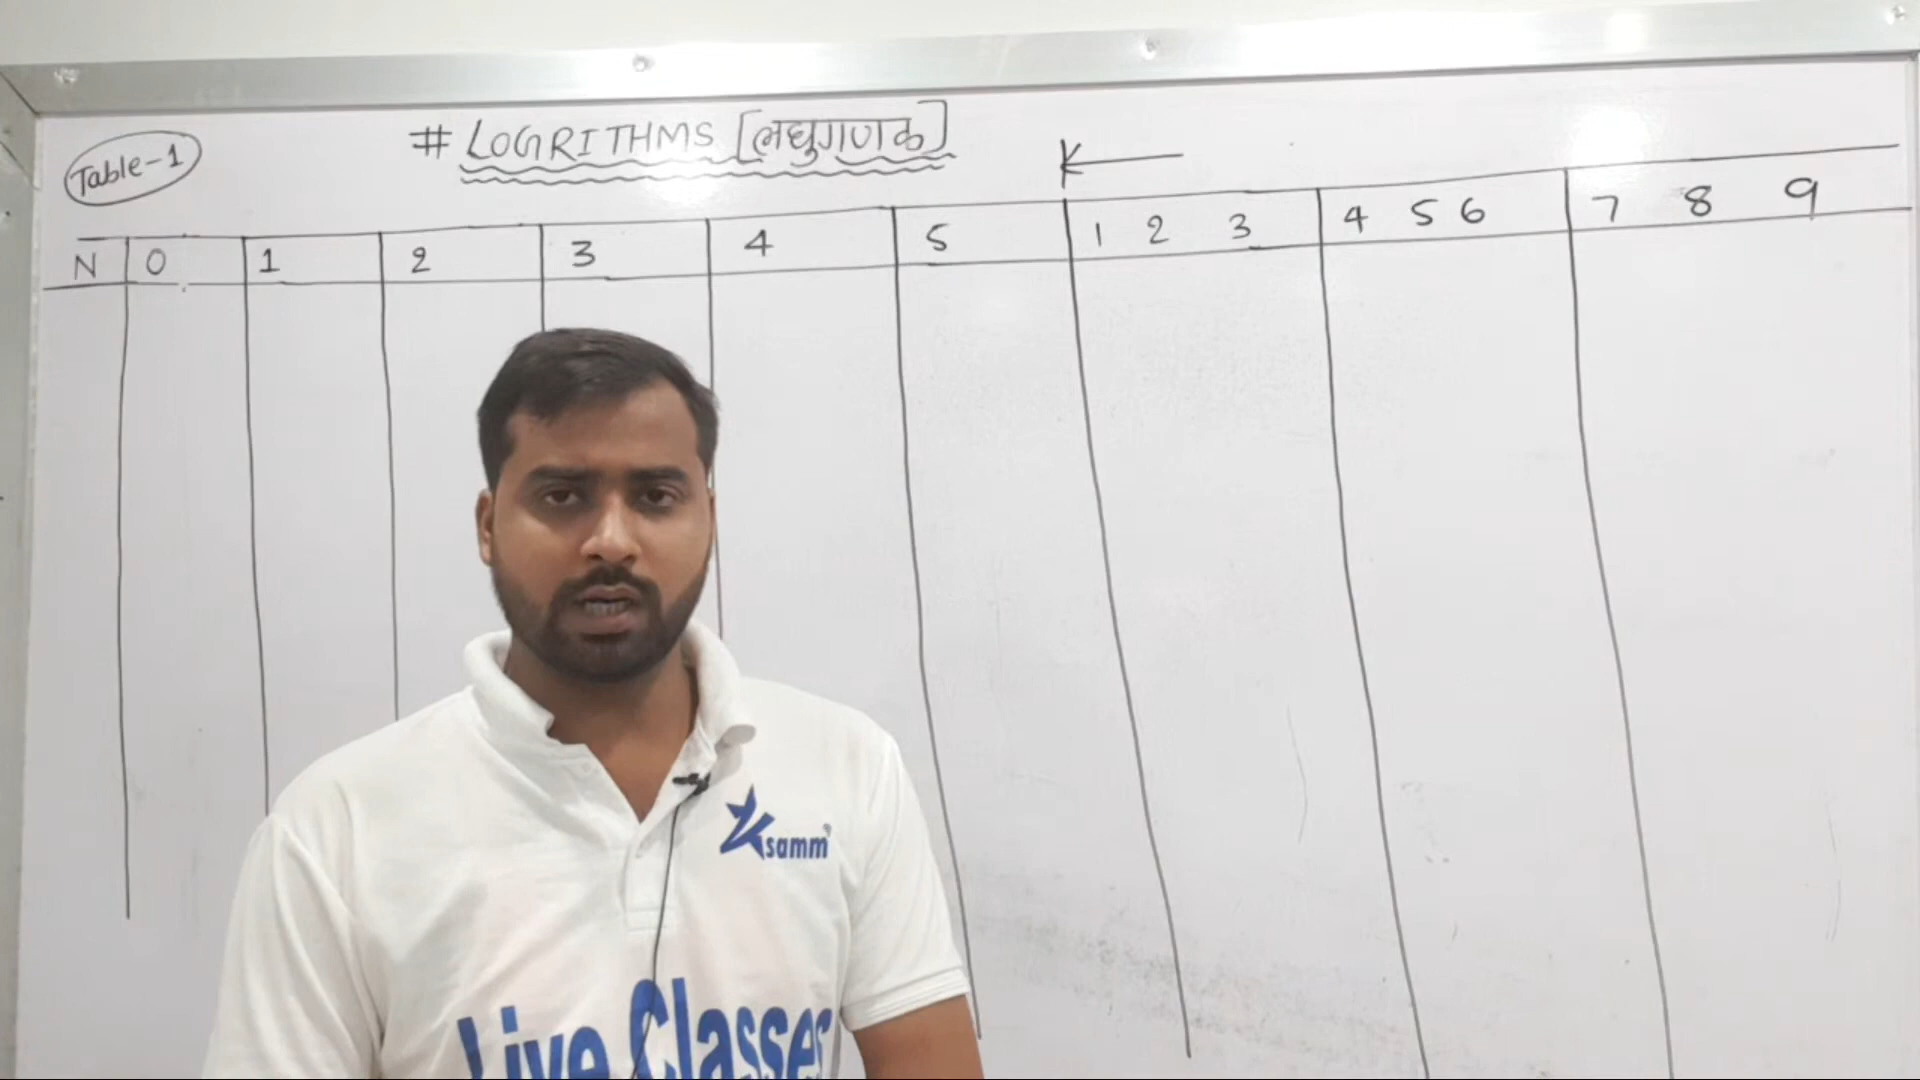 # LOGRITHMS [लघुगणक]
Table-1
N 0 1 2 3 4 5 1 2 3 4 5 6 7 8 9
samm
Live Classes